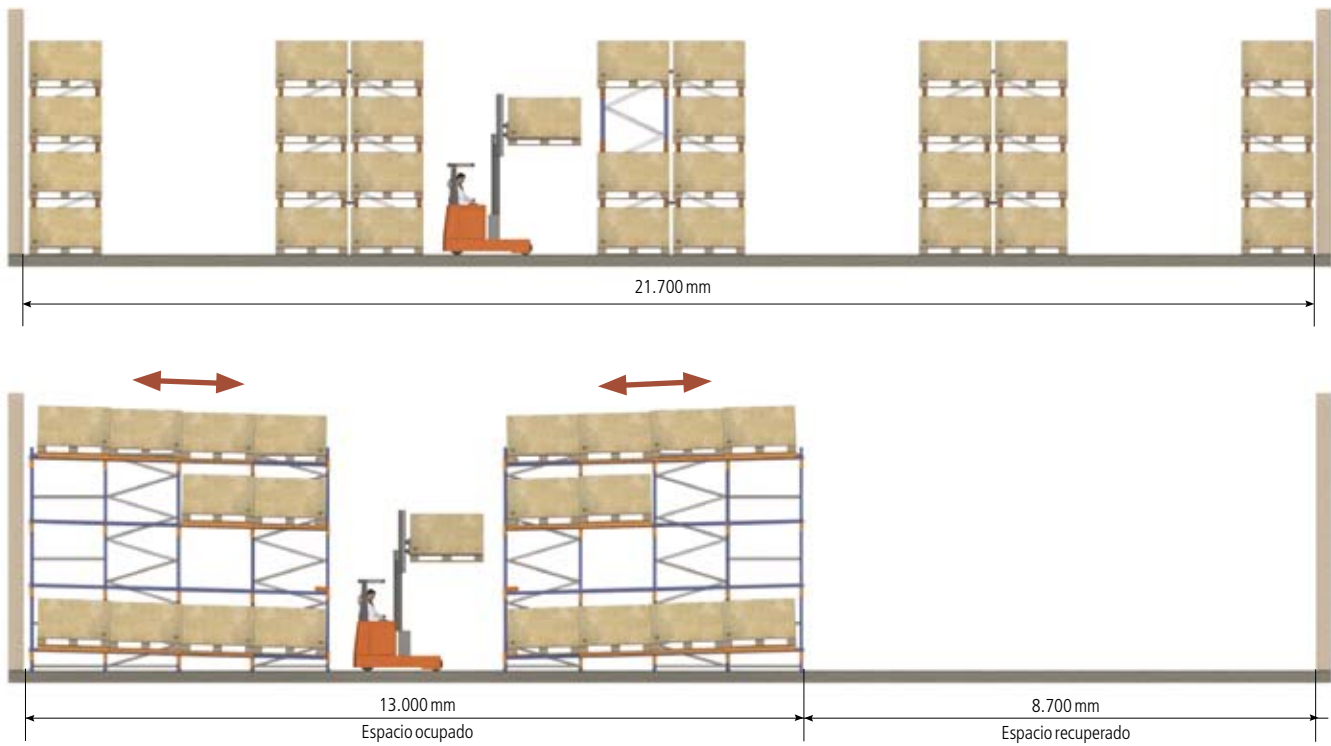 21.700 mm
13.000 mm
Espacio ocupado
8.700 mm
Espacio recuperado